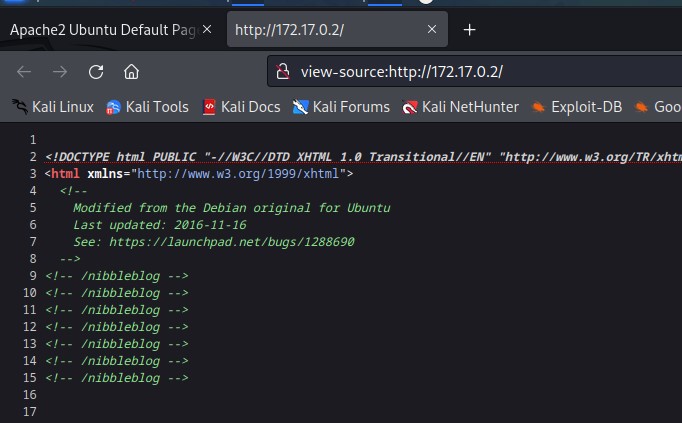 Apache2 Ubuntu Default Pag
http://172.17.0.2/
view-source:http://172.17.0.2/
Kali Linux Kali Tools Kali Docs Kali Forums Kali NetHunter Exploit-DB Goo
1
2 <!DOCTYPE html PUBLIC "-//W3C//DTD XHTML 1.0 Transitional//EN" "http://www.w3.org/TR/xhtm
3 <html xmlns="http://www.w3.org/1999/xhtml">
4 <!--
5 Modified from the Debian original for Ubuntu
6 Last updated: 2016-11-16
7 See: https://launchpad.net/bugs/1288690
8 -->
9 <!-- /nibbleblog -->
10 <!-- /nibbleblog -->
11 <!-- /nibbleblog -->
12 <!-- /nibbleblog -->
13 <!-- /nibbleblog -->
14 <!-- /nibbleblog -->
15 <!-- /nibbleblog -->
16
17